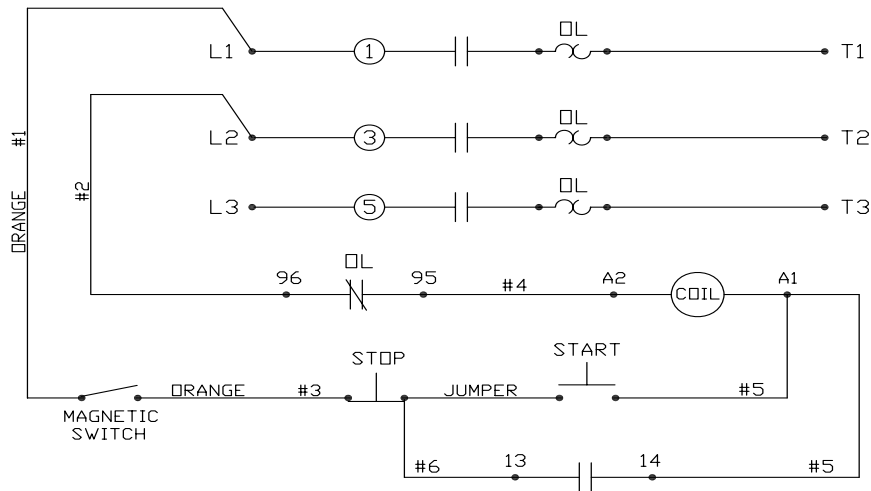 OL
L1 1 T1
#1
OL
L2 3 T2
#2
OL
ORANGE
L3 5 T3
OL
96 95 #4 A2 COIL A1
STOP START
ORANGE #3 JUMPER #5
MAGNETIC
SWITCH
#6 13 14 #5